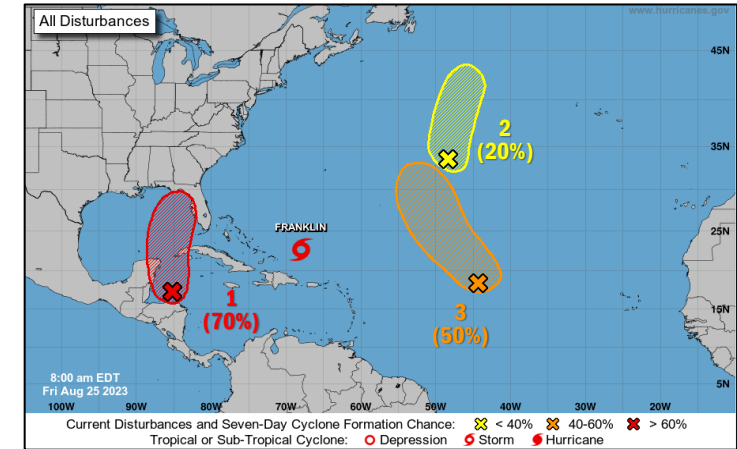 All Disturbances
www.hurricanes.gov
45N
2
(20%)
35N
FRANKLIN
25N
1
(70%)
3
(50%)
15N
8:00 am EDT
Fri Aug 25 2023
5N
100W 90W 80W 70W 60W 50W 40W 30W 20W
Current Disturbances and Seven-Day Cyclone Formation Chance: < 40% 40-60% > 60%
Tropical or Sub-Tropical Cyclone: Depression Storm Hurricane